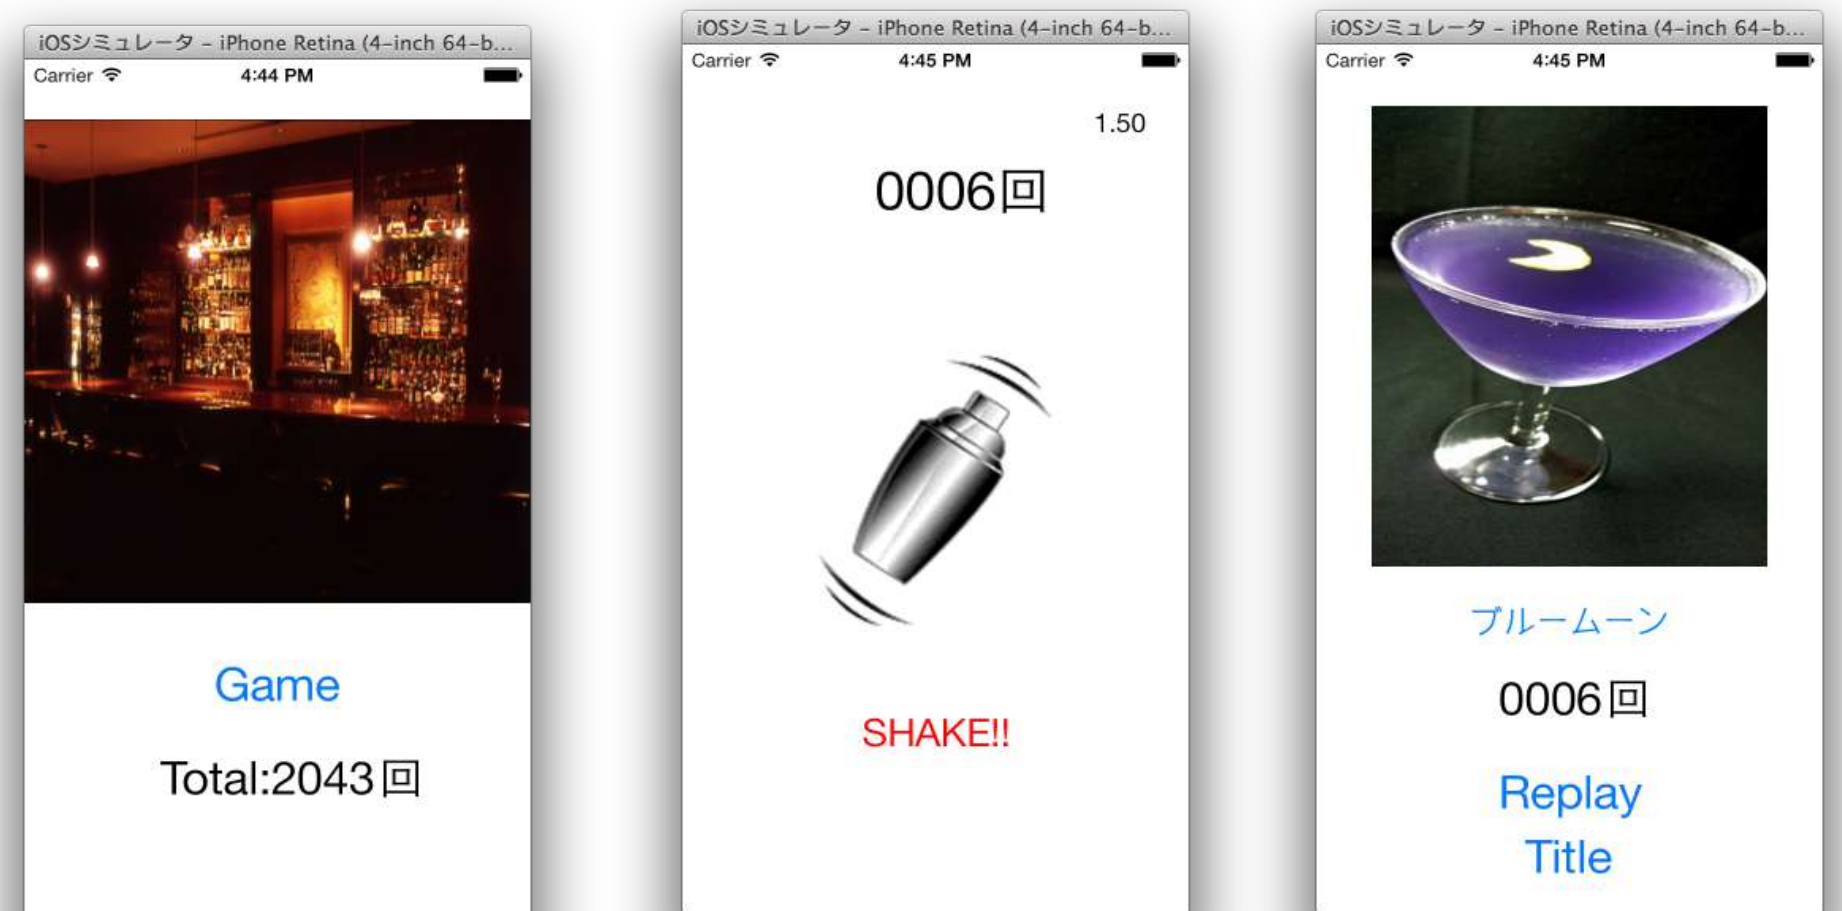 iOSシミュレータ – iPhone Retina (4-inch 64-b...
Carrier 4:44 PM
Game
Total:2043回
iOSシミュレータ – iPhone Retina (4-inch 64-b...
Carrier 4:45 PM
1.50
0006回
SHAKE!!
iOSシミュレータ – iPhone Retina (4-inch 64-b...
Carrier 4:45 PM
ブルームーン
0006回
Replay
Title